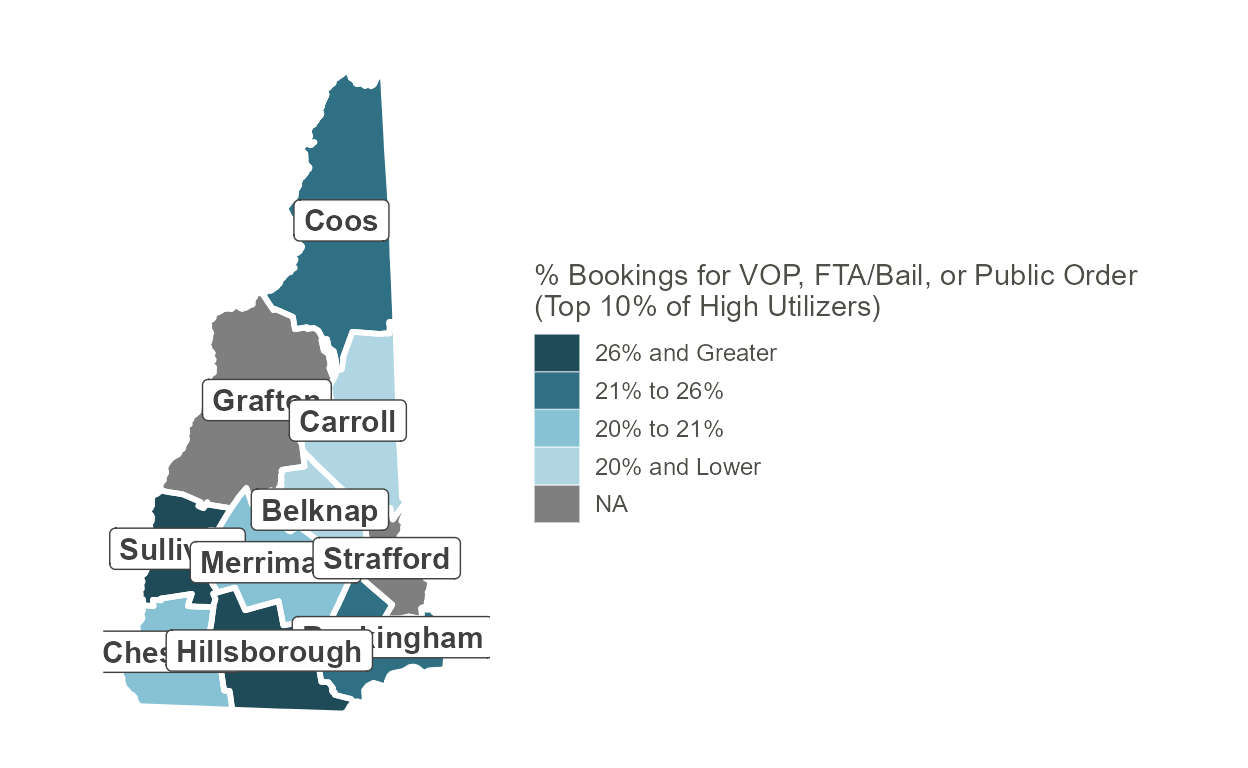 Coos
% Bookings for VOP, FTA/Bail, or Public Order
(Top 10% of High Utilizers)
26% and Greater
21% to 26%
20% to 21%
20% and Lower
NA
Grafton
Carroll
Belknap
Sulliv
Merrima
Strafford
Ches
Hillsborough
kingham